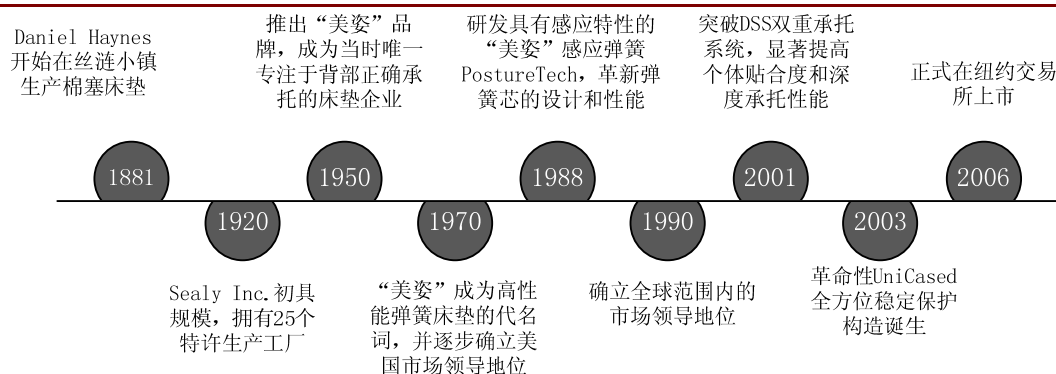 Daniel Haynes
开始在丝涟小镇
生产棉塞床垫
推出“美姿”品
牌，成为当时唯一
专注于背部正确承
托的床垫企业
研发具有感应特性的
“美姿”感应弹簧
PostureTech，革新弹
簧芯的设计和性能
突破DSS双重承托
系统，显著提高
个体贴合度和深
度承托性能
正式在纽约交易
所上市
1881
1950
1988
2001
2006
1920
1970
1990
2003
Sealy Inc.初具
规模，拥有25个
特许生产工厂
“美姿”成为高性
能弹簧床垫的代名
词，并逐步确立美
国市场领导地位
确立全球范围内的
市场领导地位
革命性UniCased
全方位稳定保护
构造诞生